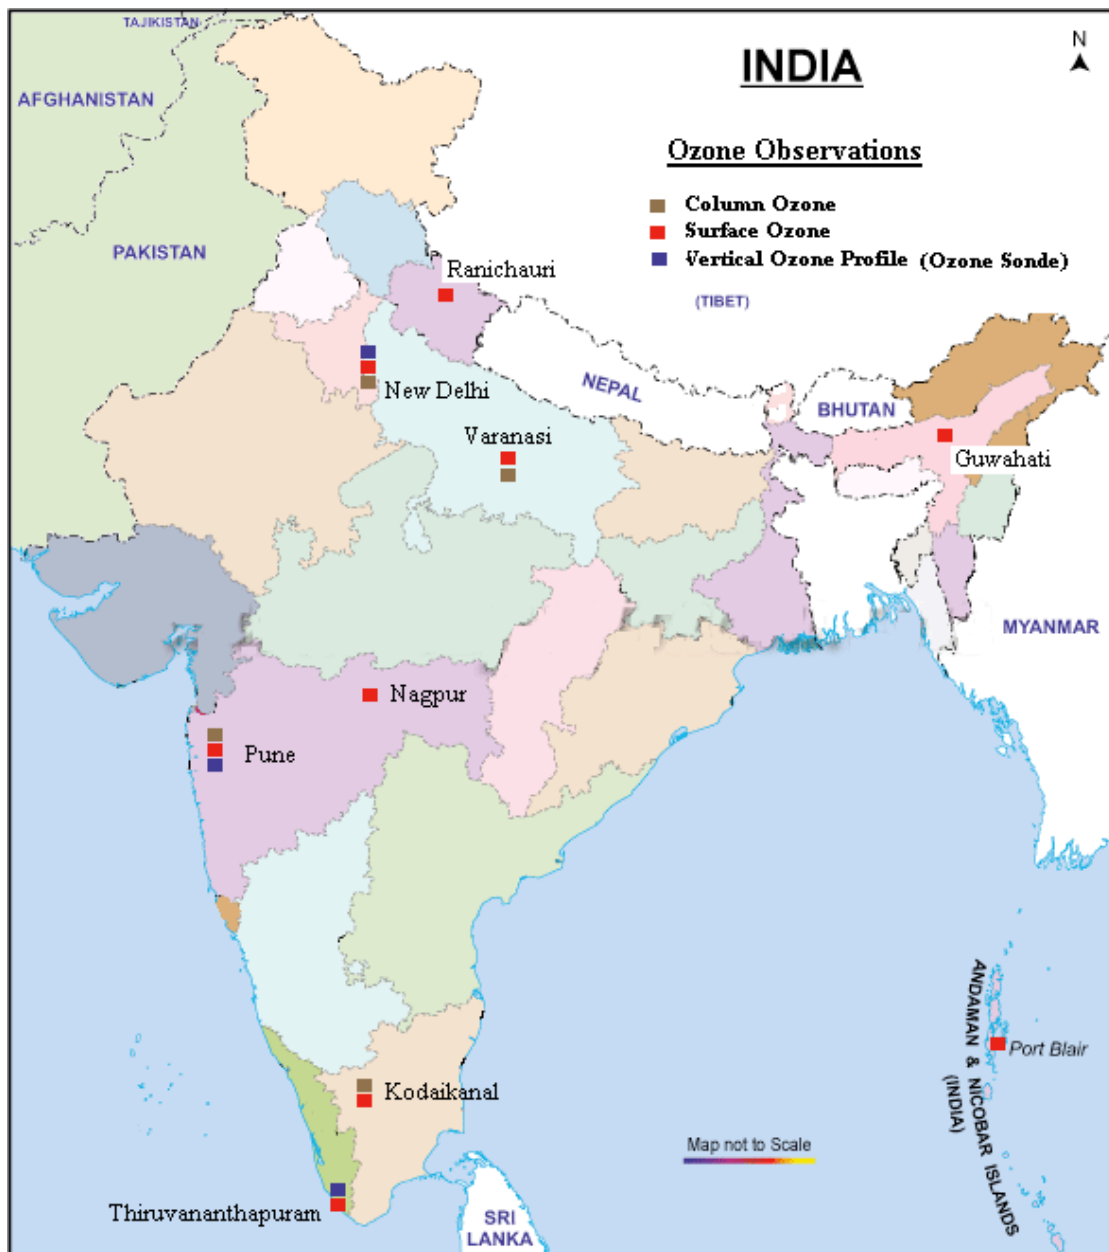 TAJIKISTAN
INDIA
N
AFGHANISTAN
Ozone Observations
Column Ozone
Surface Ozone
Vertical Ozone Profile (Ozone Sonde)
PAKISTAN
Ranichauri
(TIBET)
New Delhi
NEPAL
BHUTAN
Varanasi
Guwahati
MYANMAR
Nagpur
Pune
ANDAMAN & NICOBAR ISLANDS
(INDIA)
Port Blair
Kodaikanal
Map not to Scale
Thiruvananthapuram
SRI
LANKA